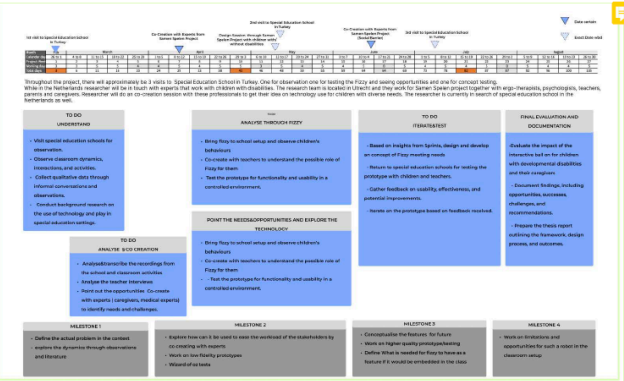 Date certain
Exact Date vital
1st visit to Special Education School
in Turkey
Co-Creation with Experts from
Samen Spelen Project
2nd visit to Special Education School
in Turkey
Design Session through Samen
Spelen Project with children with/
without disabilities.
Co-Creation with Experts from
Samen Spelen Project
3rd visit to Special Education School
in Turkey
March
April
May
June
July
Throughout the project, there will approximately be 3 visits to Special Education School in Turkey. One for observation one for testing the Fizzy and seeing opportunities and one for concept testing.
While in the Netherlands researcher will be in touch with experts that work with children with disabilities. The research team is located in Utrecht and they work for Samen Spelen project together with ergo-therapists, psychologists, teachers,
parents and caregivers. Researcher will do an co-creation session with these professionals to get their idea on technology use for children with diverse needs. The researcher is currently in search of special education school in the
Netherlands as well.
TO DO
UNDERSTAND
- Visit special education schools for
observation.
- Observe classroom dynamics,
interactions, and activities.
- Collect qualitative data through
informal conversations and
observations.
- Conduct background research on
the use of technology and play in
special education settings.
TO DO
ANALYSE &CO CREATION
- Analyse&transcribe the recordings from
the school and classroom activities
- Analyse the teacher interviews
- Point out the opportunities Co-create
with experts ( caregivers, medical experts)
to identify needs and challenges.
ANALYSE THROUGH FIZZY
- Bring fizzy to school setup and observe children's
behaviours
- Co-create with teachers to understand the possible role of
Fizzy for them
- Test the prototype for functionality and usability in a
controlled environment.
POINT THE NEEDS&OPPORTUNITIES AND EXPLORE THE
TECHNOLOGY
- Bring fizzy to school setup and observe children's
behaviours
- Co-create with teachers to understand the possible role of
Fizzy for them
- - Test the prototype for functionality and usability in a
controlled environment.
TO DO
ITERATE&TEST
-Based on insights from Sprints, design and develop
on concept of Fizzy meeting needs
-Return to special education schools for testing the
prototype with children and teachers.
- Gather feedback on usability, effectiveness, and
potential improvements.
- Iterate on the prototype based on feedback received.
FINAL EVALUATION AND
DOCUMENTATION
-Evaluate the impact of the
interactive ball on for children
with developmental disabilities
and their caregivers.
- Document findings, including
opportunities, successes,
challenges, and
recommendations.
- Prepare the thesis report
outlining the framework, design
process, and outcomes.
MILESTONE 1
- Define the actual problem in the context
- explore the dynamics through observations
and literature
MILESTONE 2
- Explore how can it be used to ease the workload of the stakeholders by
co creating with experts
- Work on low fidelity prototypes
- Wizard of oz tests
MILESTONE 3
- Conceptualise the features for future
- Work on higher quality prototype/testing
- Define What is needed for fizzy to have as a
feature if it would be embedded in the class
MILESTONE 4
- Work on limitations and
opportunities for such a robot in the
classroom setup